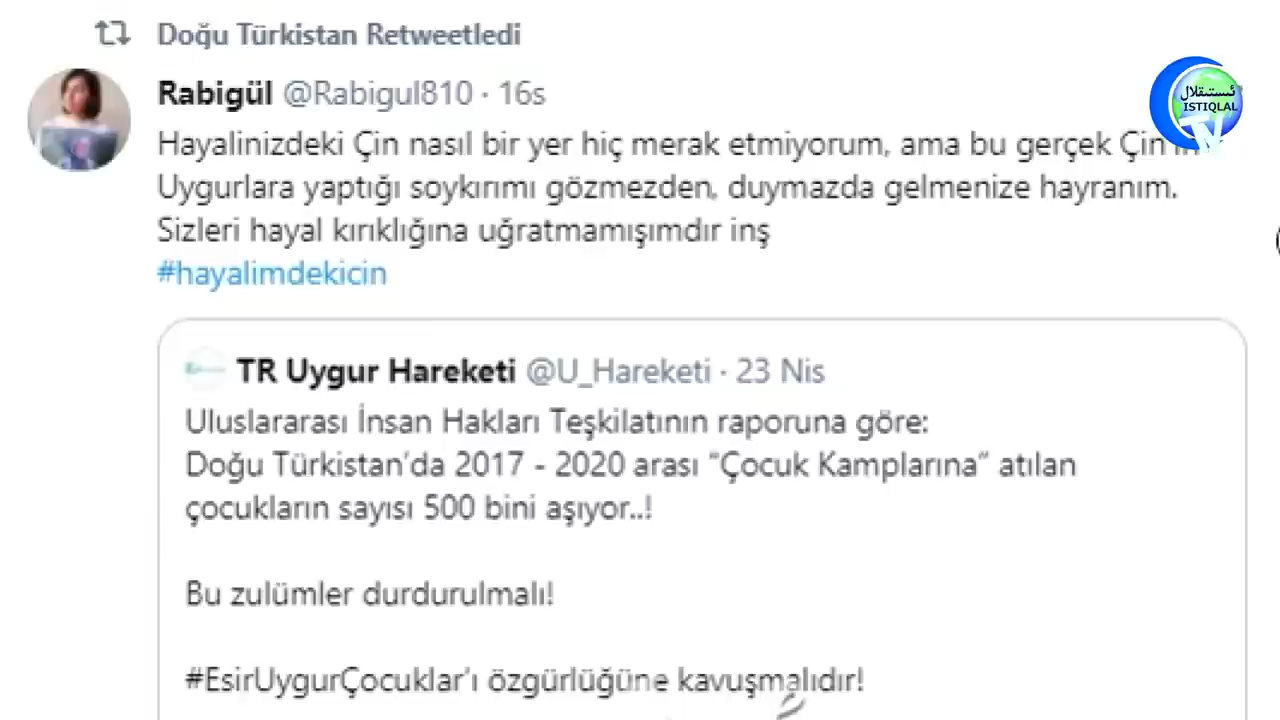 Doğu Türkistan Retweetledi
Rabigül @Rabigul810 · 16s
ئىستىقلال
ISTIQLAL
TV
Hayalinizdeki Çin nasıl bir yer hiç merak etmiyorum, ama bu gerçek Çin'in
Uygurlara yaptığı soykırımı gözmezden, duymazda gelmenize hayranım.
Sizleri hayal kırıklığına uğratmamışımdır inş
#hayalimdekicin
TR Uygur Hareketi @U_Hareketi · 23 Nis
Uluslararası İnsan Hakları Teşkilatının raporuna göre:
Doğu Türkistan'da 2017 - 2020 arası "Çocuk Kamplarına" atılan
çocukların sayısı 500 bini aşıyor..!
Bu zulümler durdurulmalı!
#EsirUygurÇocuklar'ı özgürlüğüne kavuşmalıdır!